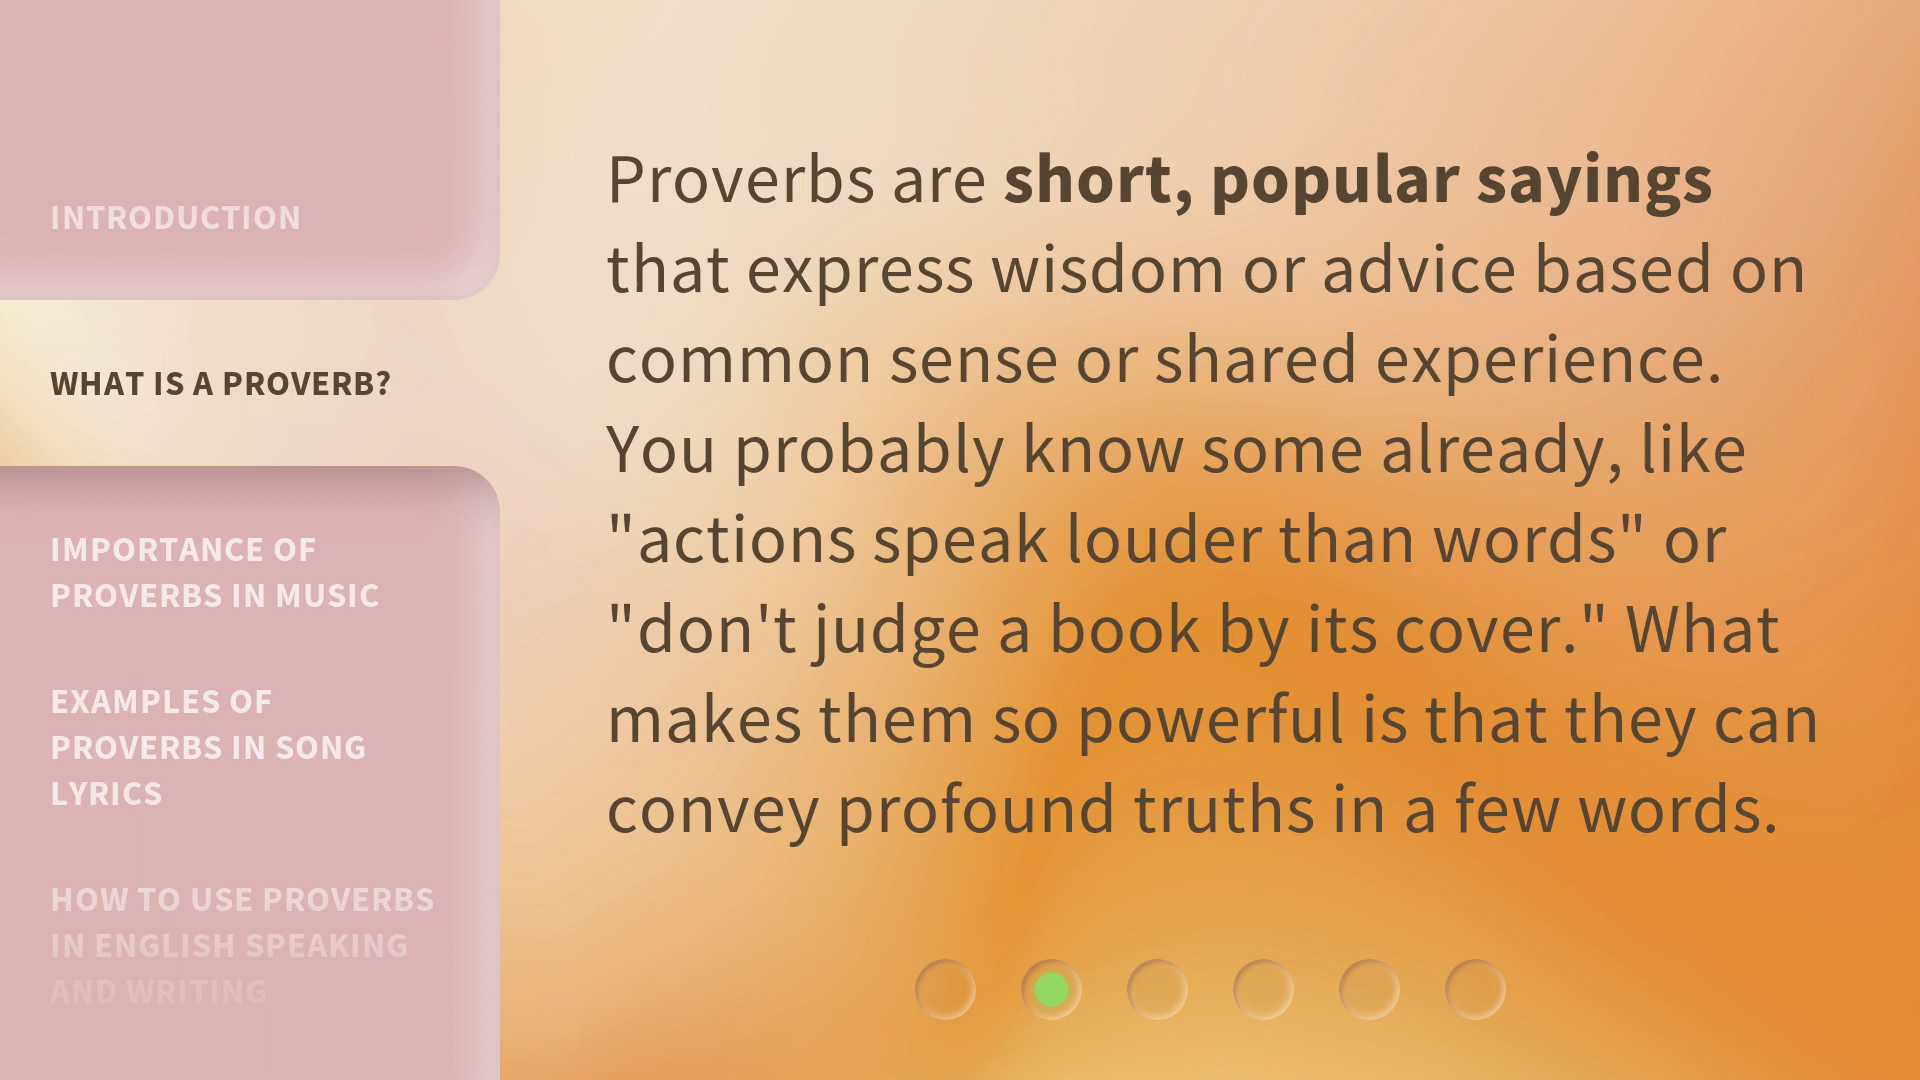 INTRODUCTION
WHAT IS A PROVERB?
IMPORTANCE OF
PROVERBS IN MUSIC
EXAMPLES OF
PROVERBS IN SONG
LYRICS
HOW TO USE PROVERBS
IN ENGLISH SPEAKING
AND WRITING
Proverbs are short, popular sayings
that express wisdom or advice based on
common sense or shared experience.
You probably know some already, like
"actions speak louder than words" or
"don't judge a book by its cover." What
makes them so powerful is that they can
convey profound truths in a few words.